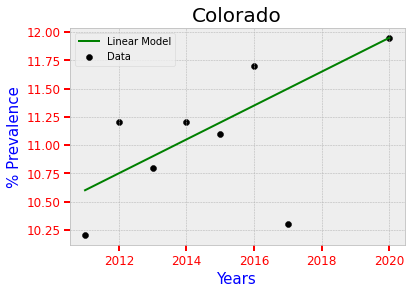 Colorado
Linear Model
Data
12.00
11.75
11.50
11.25
11.00
10.75
10.50
10.25
% Prevalence
2012
2014
2016
2018
2020
Years